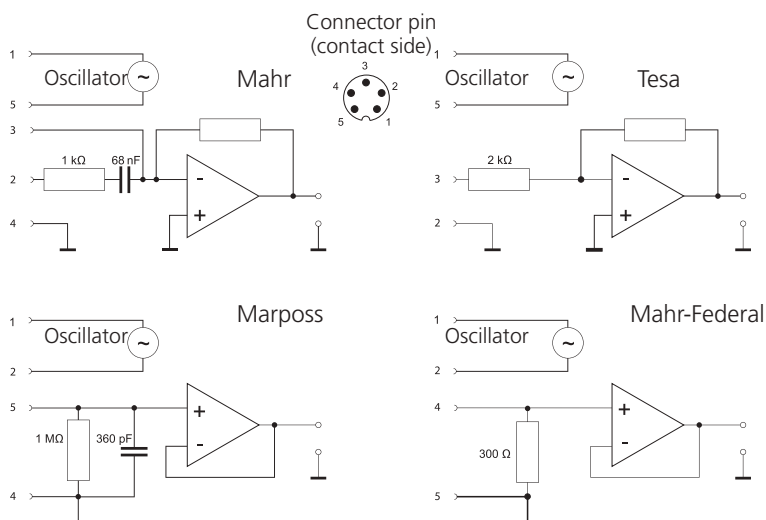 Connector pin
(contact side)
3
4
2
5
1
1
Oscillator
~
Mahr
5
3
1 kΩ
68 nF
2
4
-
+
1
Oscillator
~
Tesa
5
2 kΩ
3
2
-
+
1
Oscillator
~
Marposs
2
5
1 MΩ
360 pF
4
+
-
1
Oscillator
~
Mahr-Federal
2
4
300 Ω
5
+
-